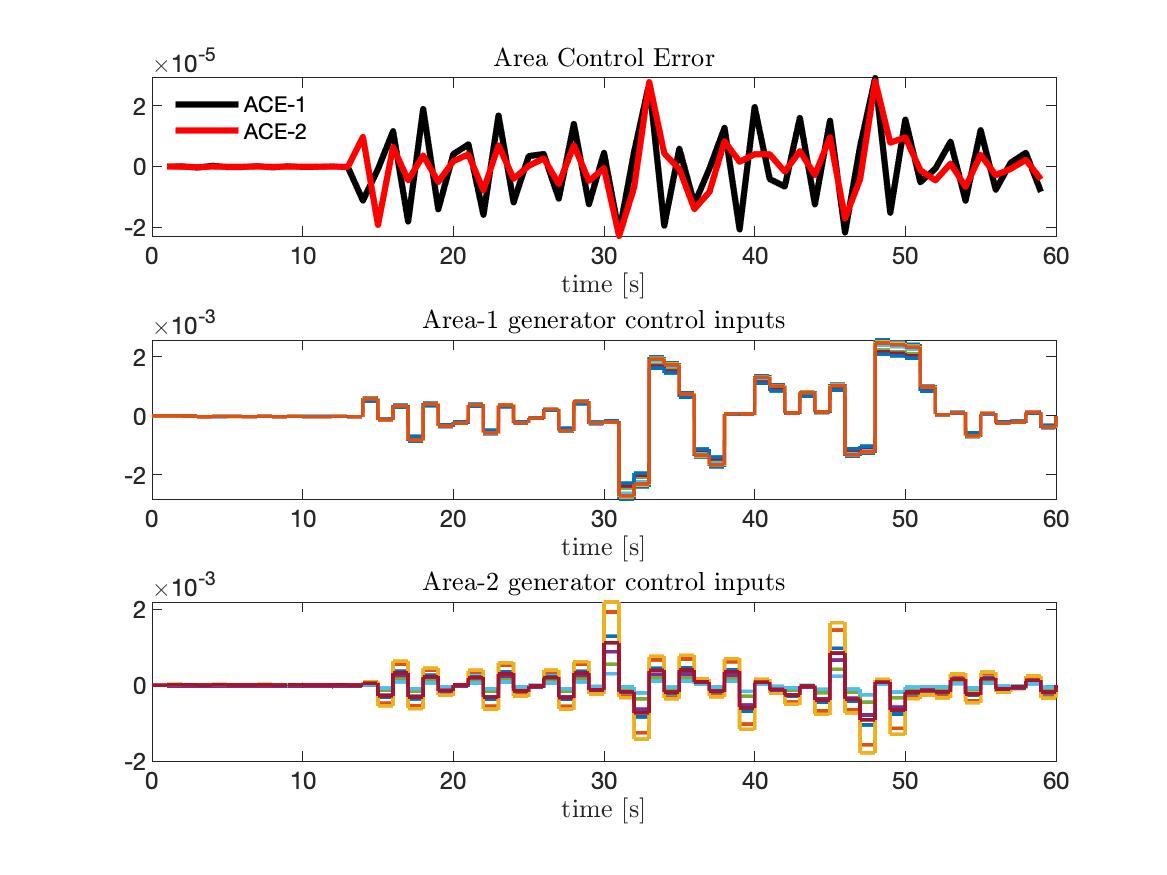 Area Control Error
×10-5
2
0
-2
ACE-1
ACE-2
0 10 20 30 40 50 60
time [s]
Area-1 generator control inputs
×10-3
2
0
-2
0 10 20 30 40 50 60
time [s]
Area-2 generator control inputs
×10-3
2
0
-2
0 10 20 30 40 50 60
time [s]